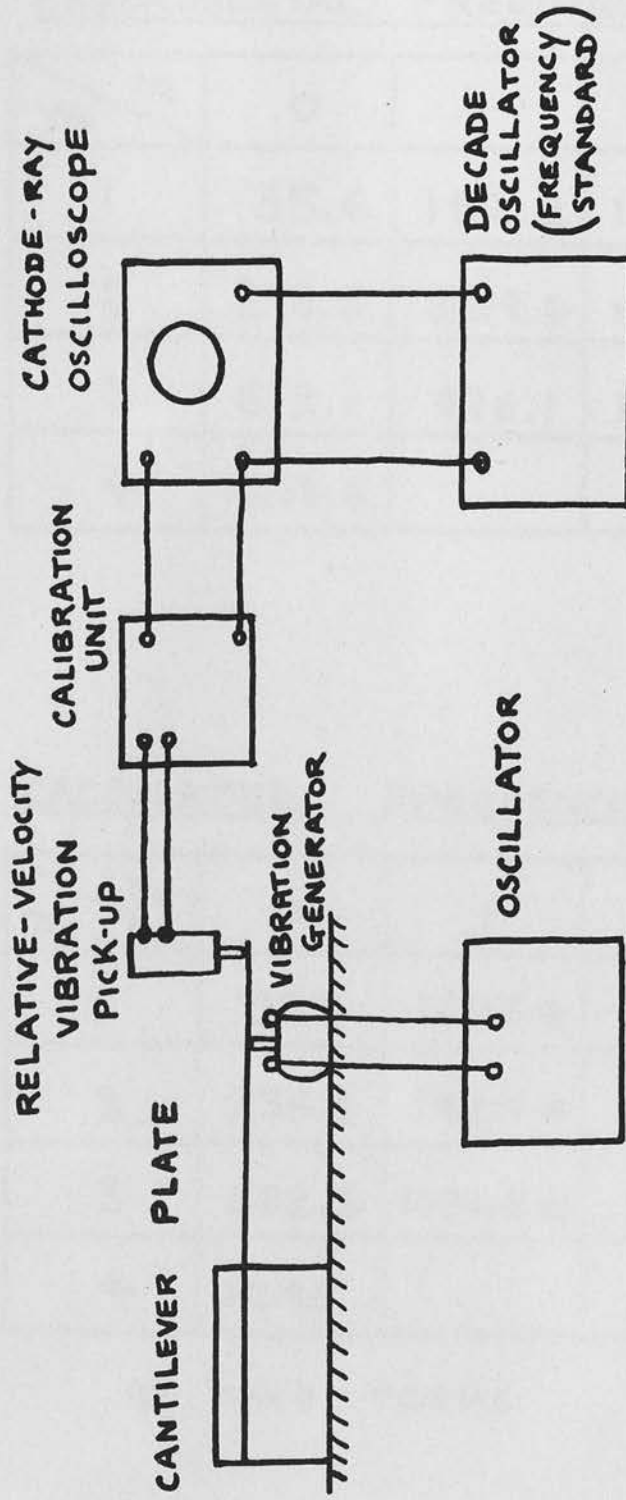 RELATIVE-VELOCITY
VIBRATION
PICK-UP
CALIBRATION
UNIT
CATHODE-RAY
OSCILLOSCOPE
CANTILEVER PLATE
VIBRATION
GENERATOR
OSCILLATOR
DECADE
OSCILLATOR
(FREQUENCY
STANDARD)